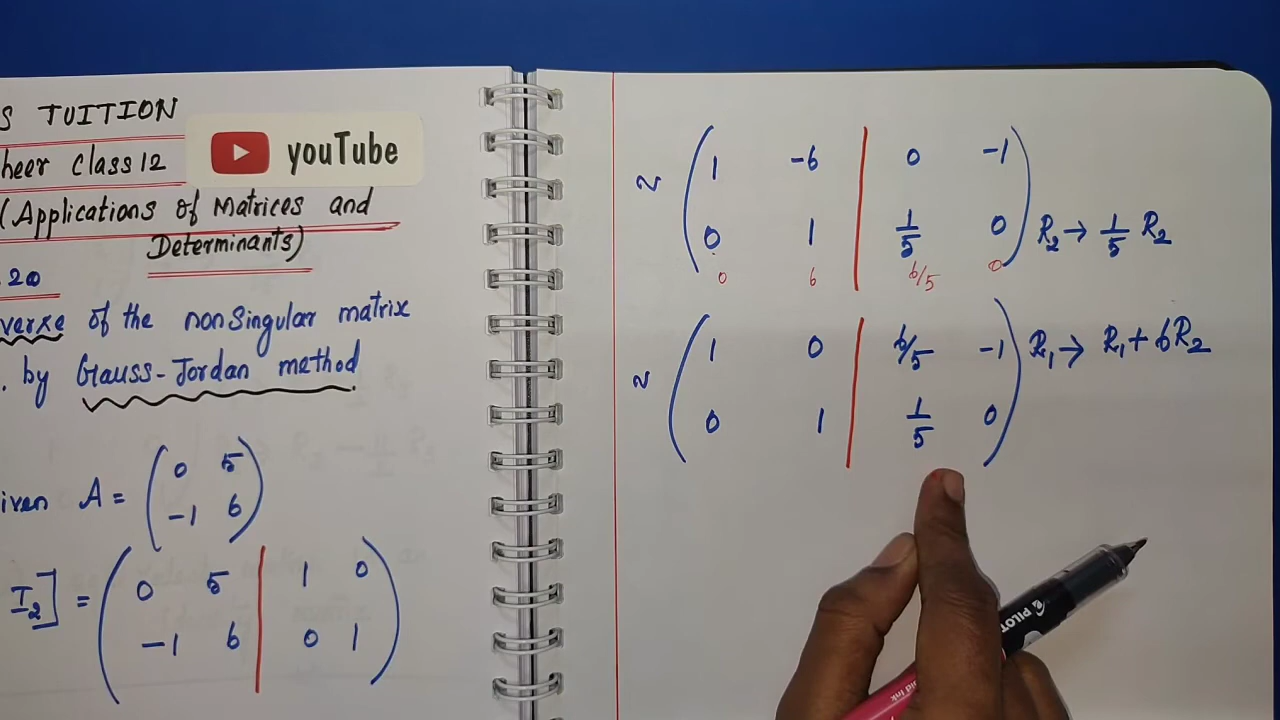 S TUITION
YouTube
heer Class 12
(Applications of Matrices and
Determinants)
.20
verse of the nonSingular matrix
. by Gauss-Jordan method
iven A = ( 0 5
-1 6 )
I₂] = ( 0 5 | 1 0
-1 6 | 0 1 )
~ ( 1 -6 | 0 -1
0 1 | 1/5 0 ) R₂ → 1/5 R₂
0 6 6/5 0
~ ( 1 0 | 6/5 -1 ) R₁ → R₁ + 6R₂
0 1 | 1/5 0
PILOT